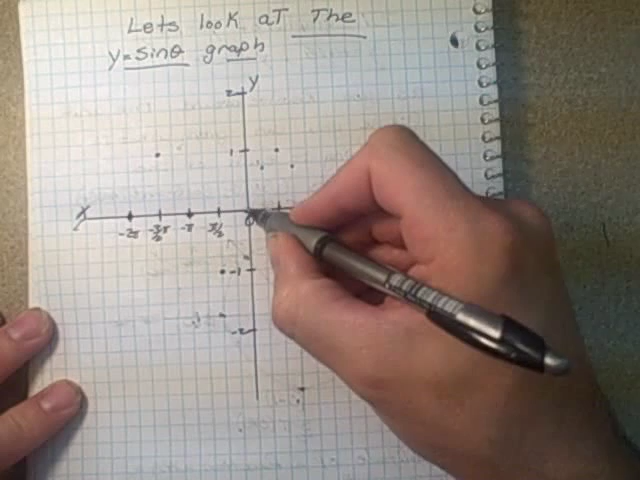 Lets look aT The
y=sinθ graph
Y
2
1
X
-2π -3π/2 -π -π/2 0
-1
-2